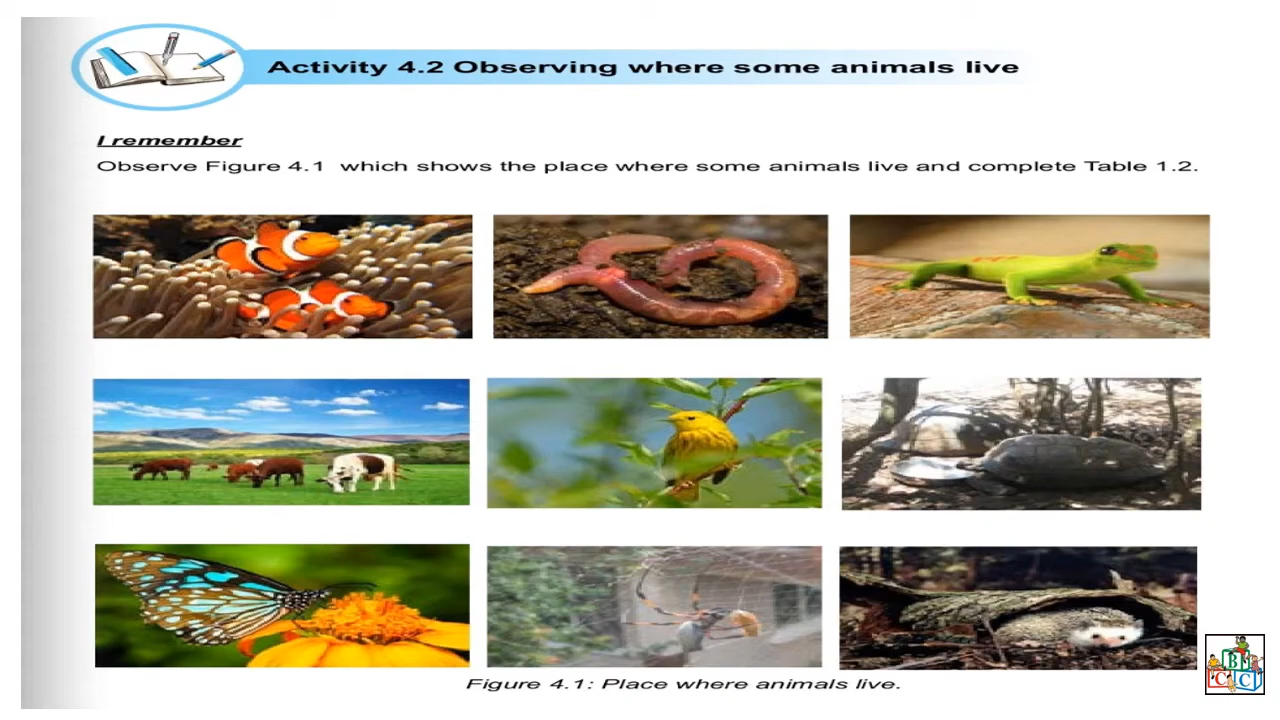 Activity 4.2 Observing where some animals live
I remember
Observe Figure 4.1 which shows the place where some animals live and complete Table 1.2.
Figure 4.1: Place where animals live.
B
C C